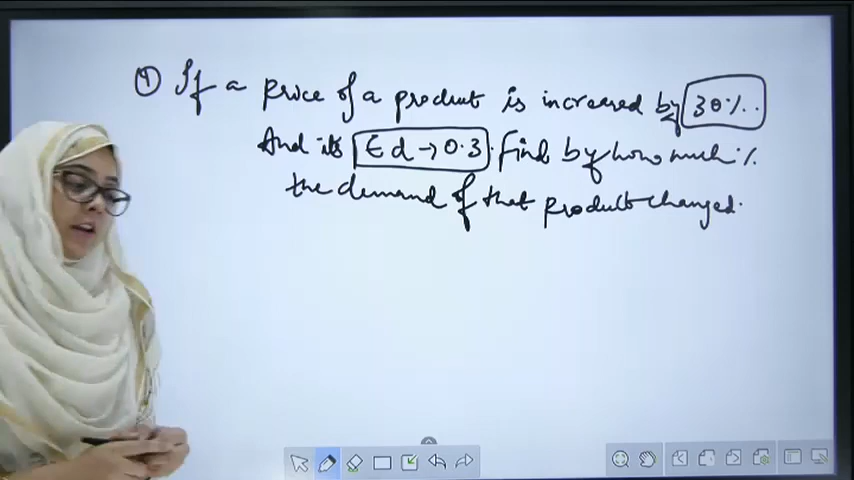 ① If a price of a product is increased by 30%.
And its Ed → 0.3. find by how much %
the demand of that product changed.